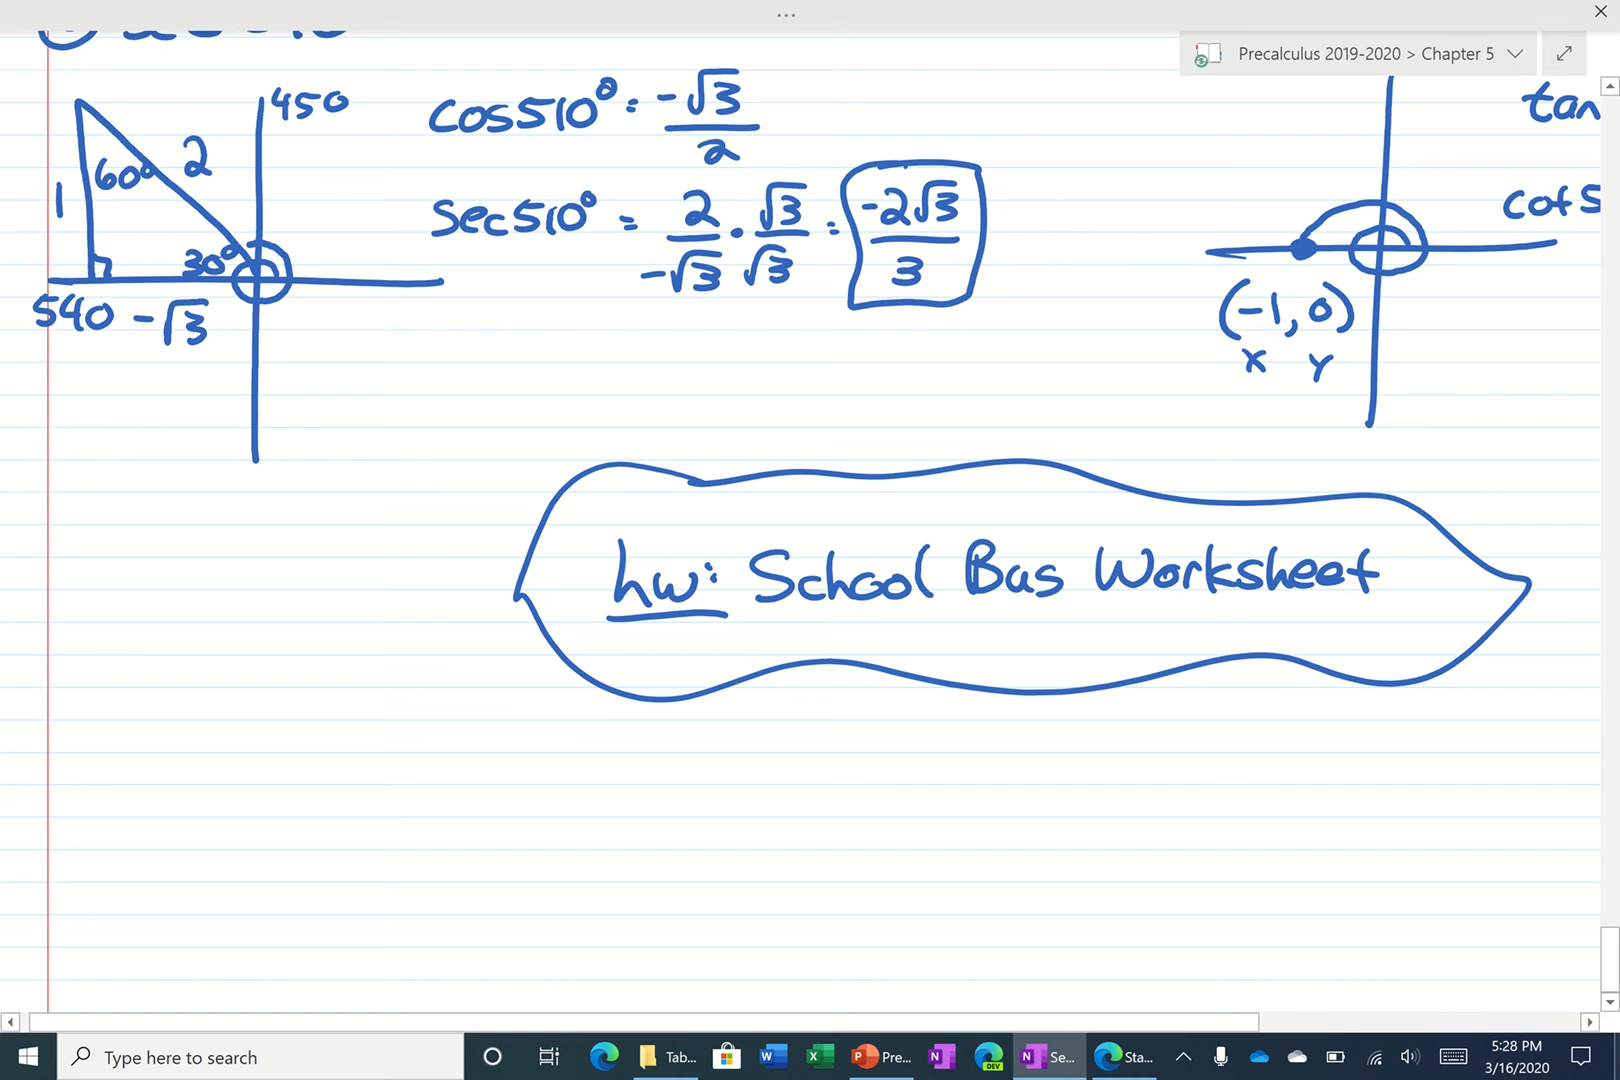 Precalculus 2019-2020 > Chapter 5
450
60°
2
1
30°
540
-√3
cos510° = -√3/2
sec510° = 2/-√3 · √3/√3 = -2√3/3
tan
cot5
(-1, 0)
x y
hw: School Bus Worksheet
Type here to search
Tab...
Pre...
DEV
Se...
Sta...
5:28 PM
3/16/2020